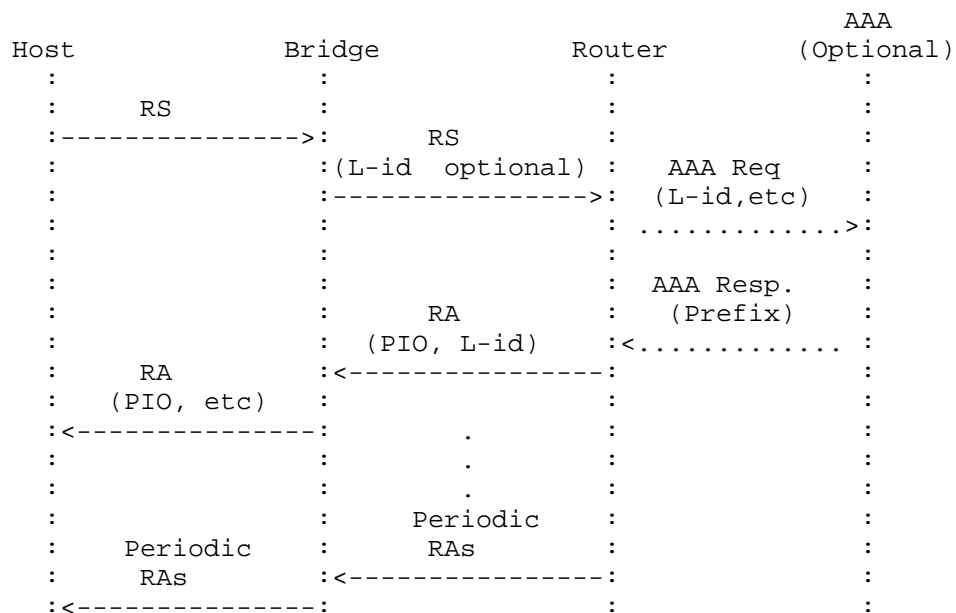 AAA
Host              Bridge             Router        (Optional)
  :                  :                  :                :
  :     RS           :                  :                :
  :--------------->:      RS          :                :
  :                  :(L-id  optional) :   AAA Req      :
  :                  :---------------->:  (L-id,etc)    :
  :                  :                  : .............>:
  :                  :                  :                :
  :                  :                  :  AAA Resp.     :
  :                  :      RA          :   (Prefix)     :
  :                  :  (PIO, L-id)     :<............. :
  :     RA           :<----------------:                :
  :   (PIO, etc)     :                  :                :
  :<---------------:        .         :                :
  :                  :        .         :                :
  :                  :        .         :                :
  :                  :     Periodic     :                :
  :    Periodic      :      RAs         :                :
  :     RAs          :<----------------:                :
  :<---------------:                  :                :